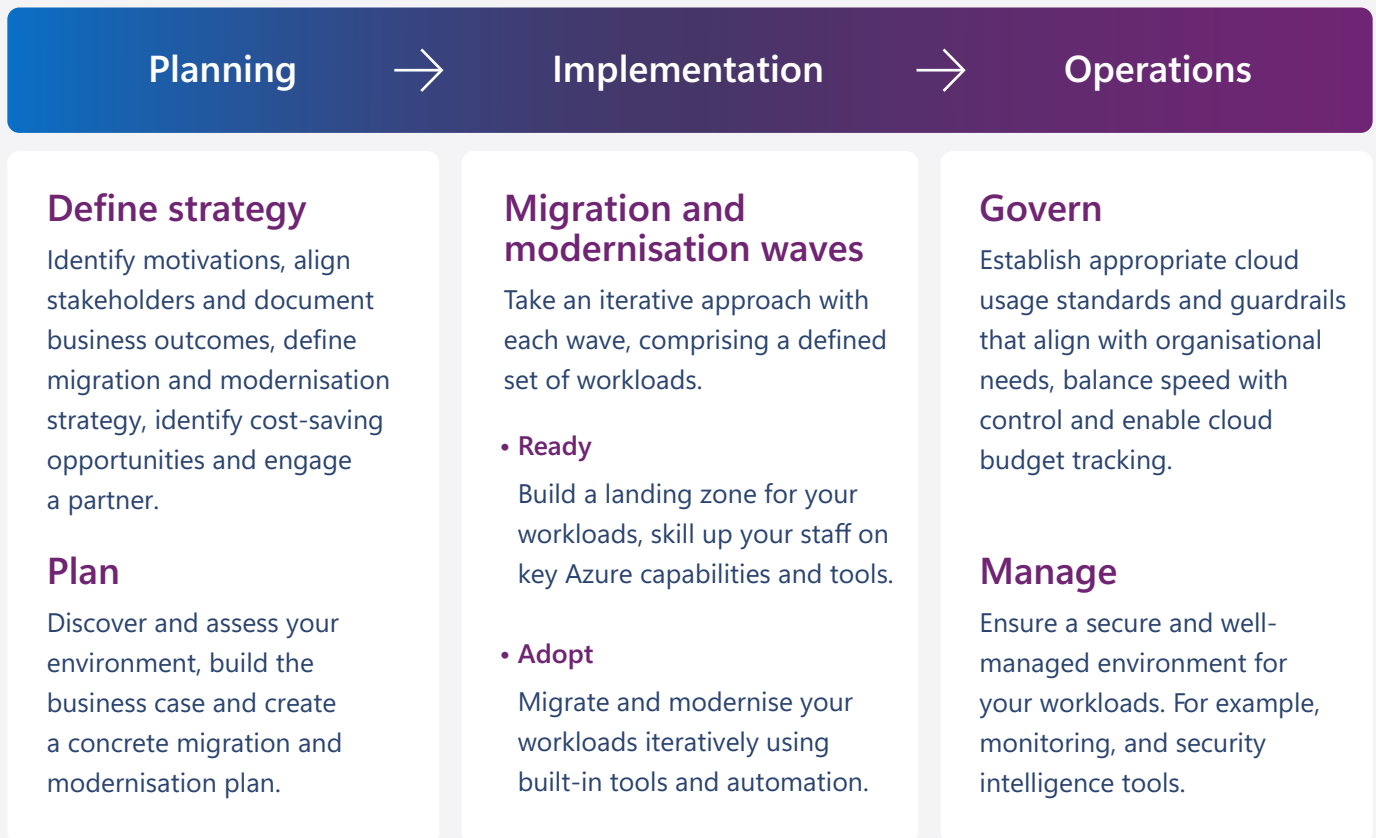 Planning → Implementation → Operations
Define strategy
Identify motivations, align
stakeholders and document
business outcomes, define
migration and modernisation
strategy, identify cost-saving
opportunities and engage
a partner.
Plan
Discover and assess your
environment, build the
business case and create
a concrete migration and
modernisation plan.
Migration and
modernisation waves
Take an iterative approach with
each wave, comprising a defined
set of workloads.
• Ready
Build a landing zone for your
workloads, skill up your staff on
key Azure capabilities and tools.
• Adopt
Migrate and modernise your
workloads iteratively using
built-in tools and automation.
Govern
Establish appropriate cloud
usage standards and guardrails
that align with organisational
needs, balance speed with
control and enable cloud
budget tracking.
Manage
Ensure a secure and well-
managed environment for
your workloads. For example,
monitoring, and security
intelligence tools.